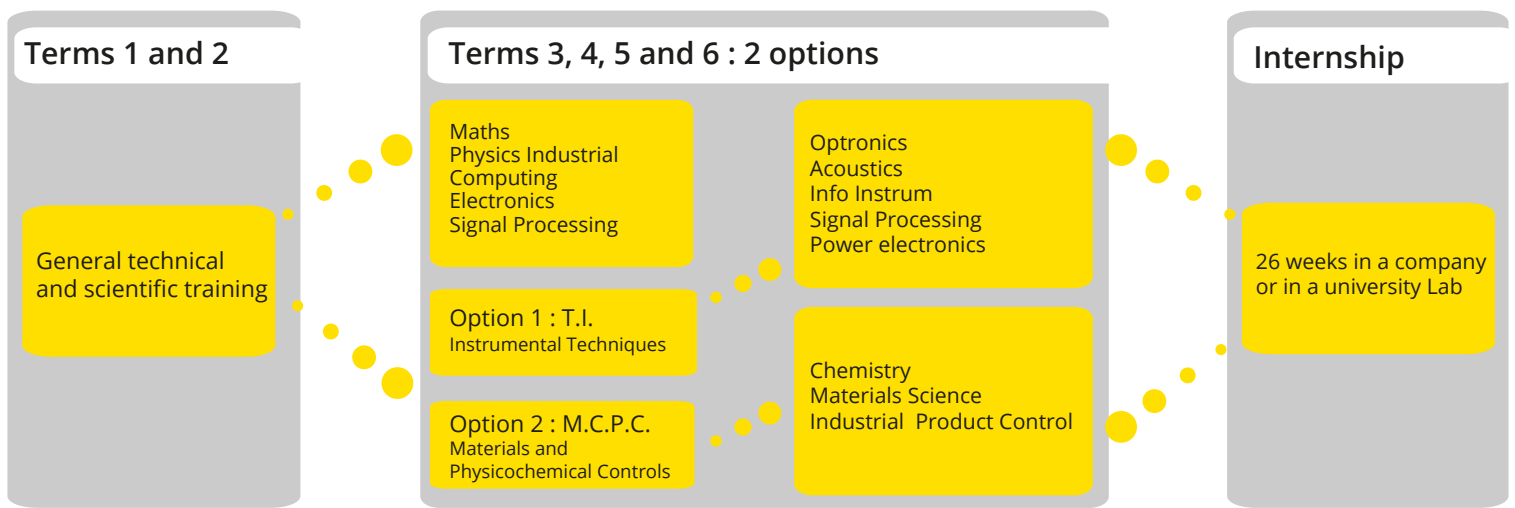 Terms 1 and 2
General technical
and scientific training
Terms 3, 4, 5 and 6 : 2 options
Maths
Physics Industrial
Computing
Electronics
Signal Processing
Option 1 : T.I.
Instrumental Techniques
Option 2 : M.C.P.C.
Materials and
Physicochemical Controls
Optronics
Acoustics
Info Instrum
Signal Processing
Power electronics
Chemistry
Materials Science
Industrial  Product Control
Internship
26 weeks in a company
or in a university Lab